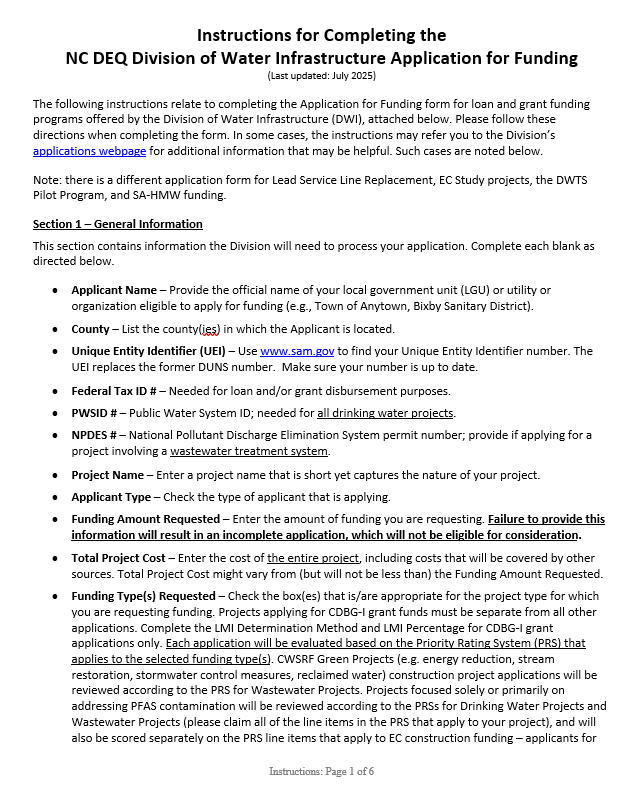 Instructions for Completing the
NC DEQ Division of Water Infrastructure Application for Funding
(Last updated: July 2025)
The following instructions relate to completing the Application for Funding form for loan and grant funding
programs offered by the Division of Water Infrastructure (DWI), attached below. Please follow these
directions when completing the form. In some cases, the instructions may refer you to the Division's
applications webpage for additional information that may be helpful. Such cases are noted below.
Note: there is a different application form for Lead Service Line Replacement, EC Study projects, the DWTS
Pilot Program, and SA-HMW funding.
Section 1 – General Information
This section contains information the Division will need to process your application. Complete each blank as
directed below.
• Applicant Name – Provide the official name of your local government unit (LGU) or utility or
organization eligible to apply for funding (e.g., Town of Anytown, Bixby Sanitary District).
• County – List the county(ies) in which the Applicant is located.
• Unique Entity Identifier (UEI) – Use www.sam.gov to find your Unique Entity Identifier number. The
UEI replaces the former DUNS number.  Make sure your number is up to date.
• Federal Tax ID # – Needed for loan and/or grant disbursement purposes.
• PWSID # – Public Water System ID; needed for all drinking water projects.
• NPDES # – National Pollutant Discharge Elimination System permit number; provide if applying for a
project involving a wastewater treatment system.
• Project Name – Enter a project name that is short yet captures the nature of your project.
• Applicant Type – Check the type of applicant that is applying.
• Funding Amount Requested – Enter the amount of funding you are requesting. Failure to provide this
information will result in an incomplete application, which will not be eligible for consideration.
• Total Project Cost – Enter the cost of the entire project, including costs that will be covered by other
sources. Total Project Cost might vary from (but will not be less than) the Funding Amount Requested.
• Funding Type(s) Requested – Check the box(es) that is/are appropriate for the project type for which
you are requesting funding. Projects applying for CDBG-I grant funds must be separate from all other
applications. Complete the LMI Determination Method and LMI Percentage for CDBG-I grant
applications only. Each application will be evaluated based on the Priority Rating System (PRS) that
applies to the selected funding type(s). CWSRF Green Projects (e.g. energy reduction, stream
restoration, stormwater control measures, reclaimed water) construction project applications will be
reviewed according to the PRS for Wastewater Projects. Projects focused solely or primarily on
addressing PFAS contamination will be reviewed according to the PRSs for Drinking Water Projects and
Wastewater Projects (please claim all of the line items in the PRS that apply to your project), and will
also be scored separately on the PRS line items that apply to EC construction funding – applicants for
Instructions: Page 1 of 6